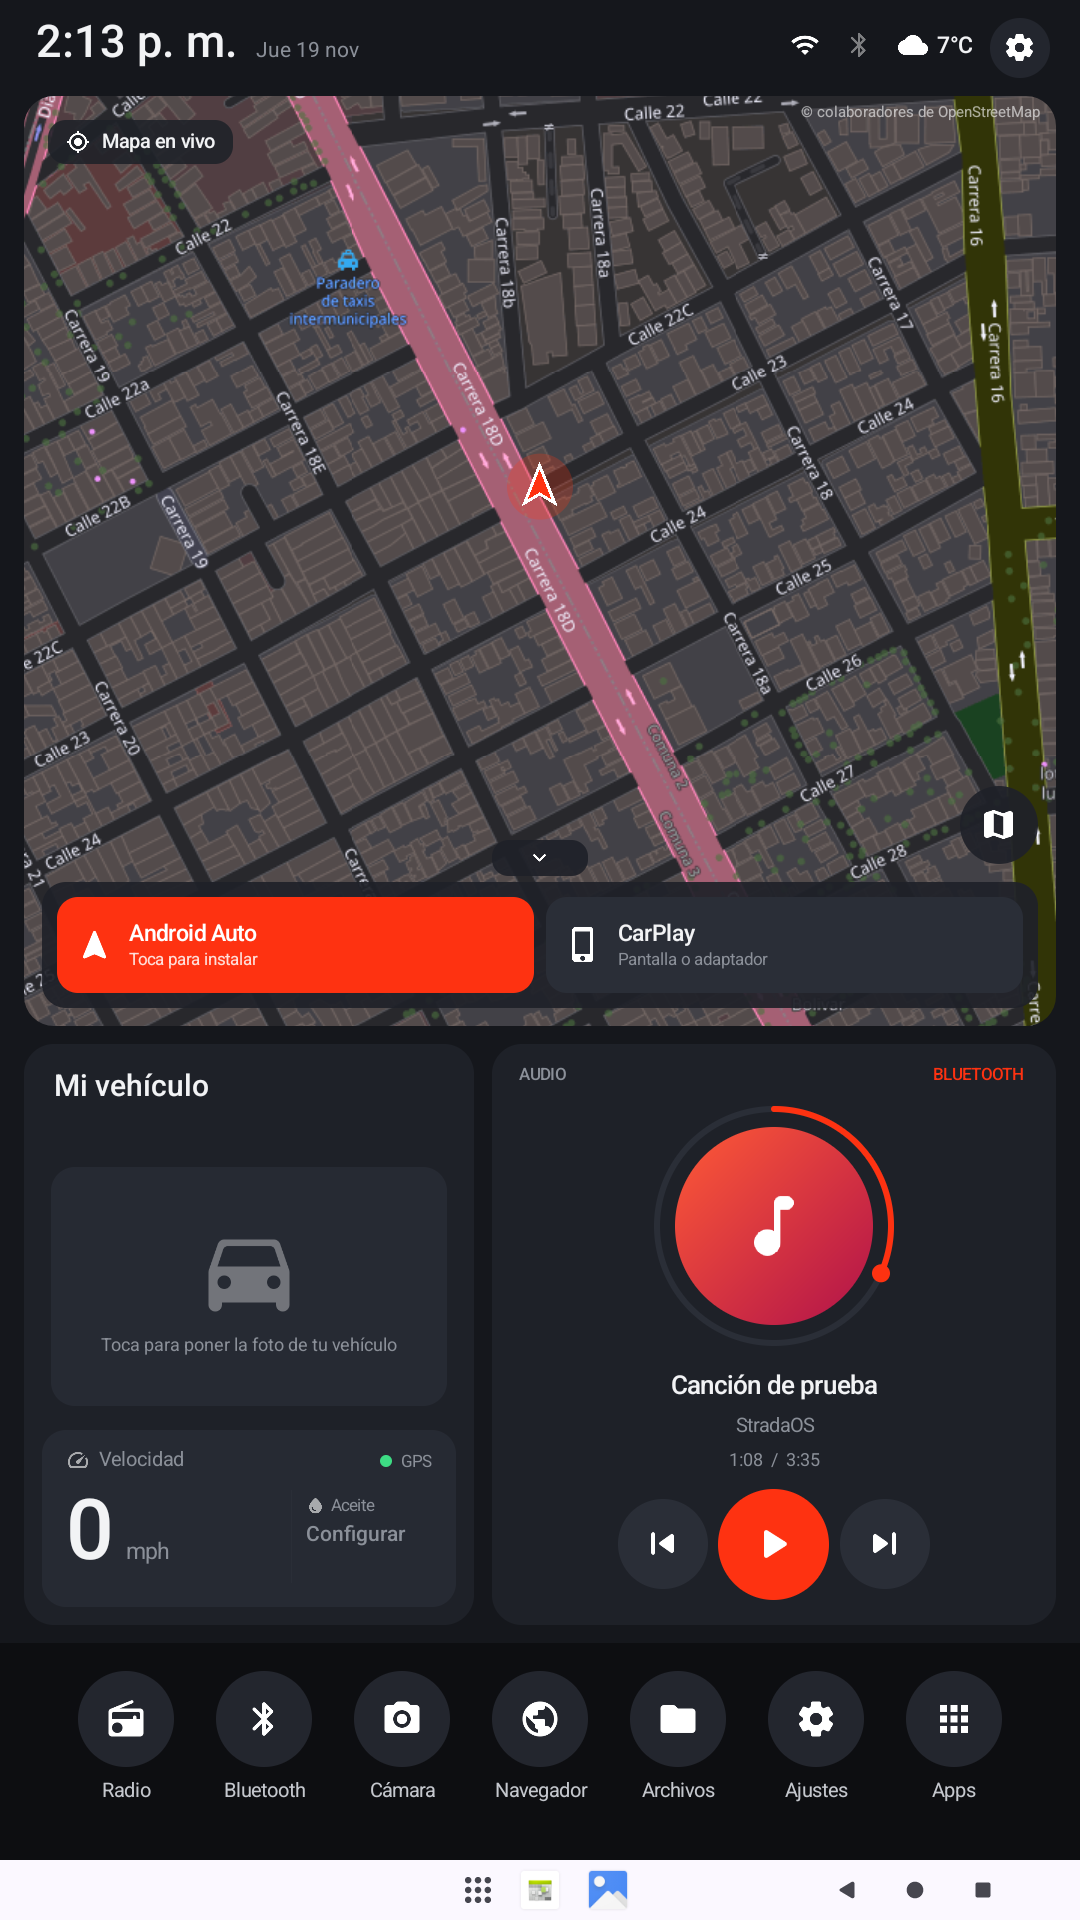 2:13 p. m. Jue 19 nov
7°C
Calle 22
Calle 22
© colaboradores de OpenStreetMap
Mapa en vivo
Calle 22
Carrera 18b
Carrera 18a
Carrera 16
Paradero
de taxis
intermunicipales
Carrera 17
Carrera 19
Calle 22C
Carrera 16
Calle 22a
Carrera 18E
Carrera 18D
Calle 23
Calle 24
Carrera 18
Calle 22B
Carrera 19
Calle 24
Carrera 18D
Calle 25
Carrera 18a
e 22C
Calle 26
Carrera 20
Calle 23
Comuna 2
Calle 27
Calle 24
Comuna 3
Calle 28
a 21
Android Auto
Toca para instalar
CarPlay
Pantalla o adaptador
Mi vehículo
Toca para poner la foto de tu vehículo
Velocidad
GPS
0 mph
Aceite
Configurar
AUDIO
BLUETOOTH
Canción de prueba
StradaOS
1:08 / 3:35
Radio
Bluetooth
Cámara
Navegador
Archivos
Ajustes
Apps